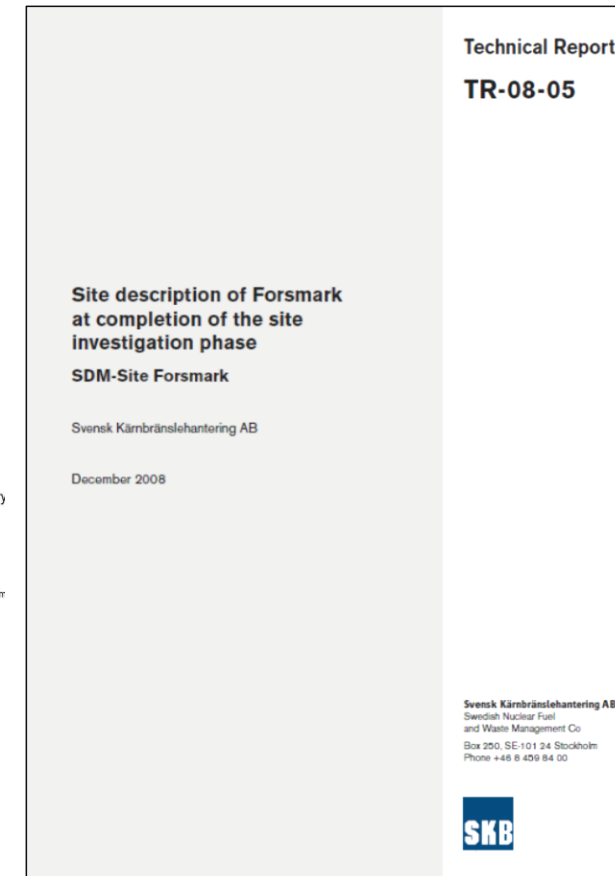 Technical Report
TR-08-05
Site description of Forsmark
at completion of the site
investigation phase
SDM-Site Forsmark
Svensk Kärnbränslehantering AB
December 2008
Svensk Kärnbränslehantering AB
Swedish Nuclear Fuel
and Waste Management Co
Box 250, SE-101 24 Stockholm
Phone +46 8 459 84 00
SKB